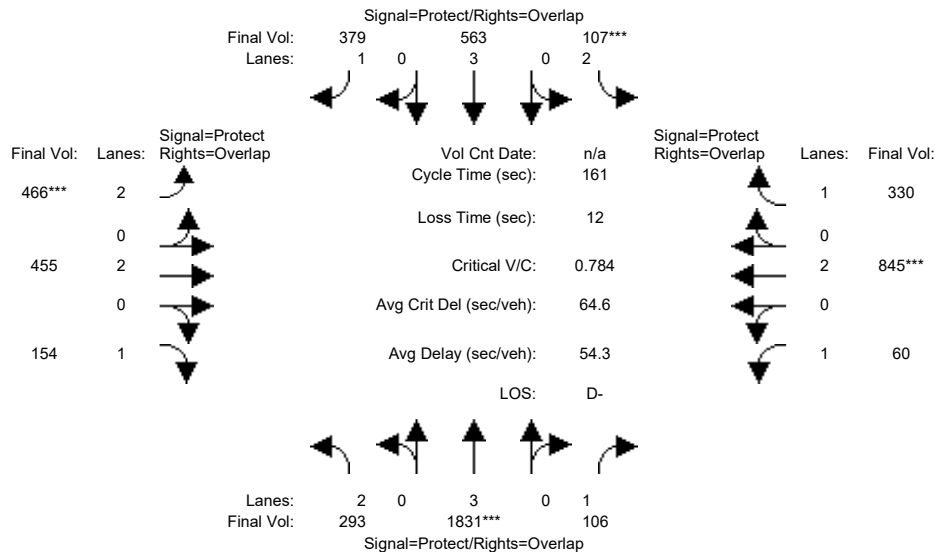 Signal=Protect/Rights=Overlap
Final Vol: 379 563 107***
Lanes: 1 0 3 0 2
Signal=Protect
Final Vol: Lanes: Rights=Overlap
Vol Cnt Date: n/a
Signal=Protect
Rights=Overlap Lanes: Final Vol:
Cycle Time (sec): 161
466*** 2
1 330
Loss Time (sec): 12
0
0
455 2
Critical V/C: 0.784
2 845***
0
Avg Crit Del (sec/veh): 64.6
0
154 1
Avg Delay (sec/veh): 54.3
1 60
LOS: D-
Lanes: 2 0 3 0 1
Final Vol: 293 1831*** 106
Signal=Protect/Rights=Overlap